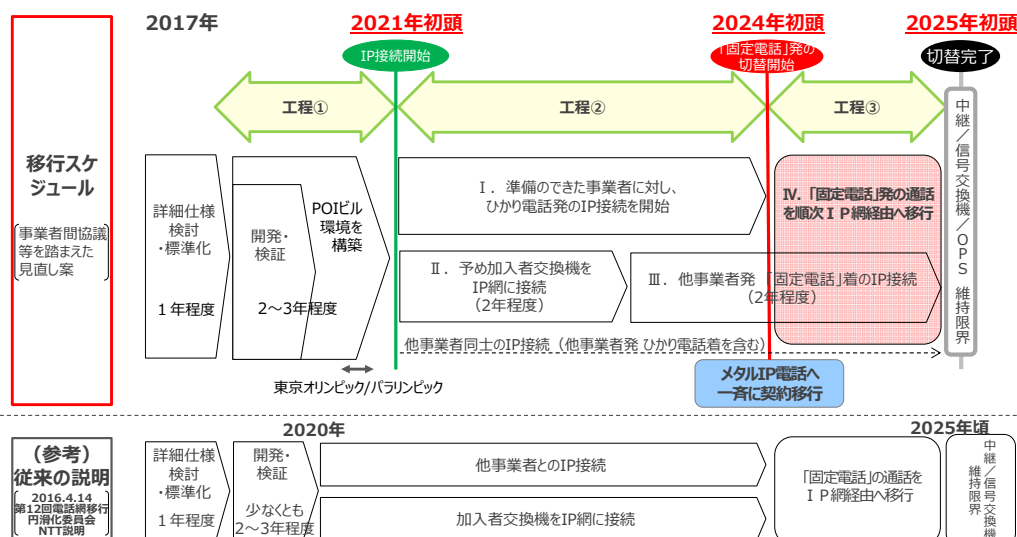 2017年
2021年初頭
2024年初頭
2025年初頭
IP接続開始
「固定電話」発の
切替開始
切替完了
工程①
工程②
工程③
移行スケ
ジュール
事業者間協議
等を踏まえた
見直し案
詳細仕様
検討
・標準化
1年程度
開発・
検証
2～3年程度
POIビル
環境を
構築
Ⅰ．準備のできた事業者に対し、
ひかり電話発のIP接続を開始
Ⅱ．予め加入者交換機を
IP網に接続
（2年程度）
Ⅲ．他事業者発 「固定電話」着のIP接続
（2年程度）
Ⅳ．「固定電話」発の通話
を順次ＩＰ網経由へ移行
中継／信号交換機／ＯＰＳ 維持限界
他事業者同士のIP接続（他事業者発 ひかり電話着を含む）
東京オリンピック/パラリンピック
メタルIP電話へ
一斉に契約移行
2020年
2025年頃
（参考）
従来の説明
2016.4.14
第12回電話網移行
円滑化委員会
NTT説明
詳細仕様
検討
・標準化
1年程度
開発・
検証
少なくとも
2～3年程度
他事業者とのIP接続
加入者交換機をIP網に接続
「固定電話」の通話を
ＩＰ網経由へ移行
中継／信号交換機
維持限界